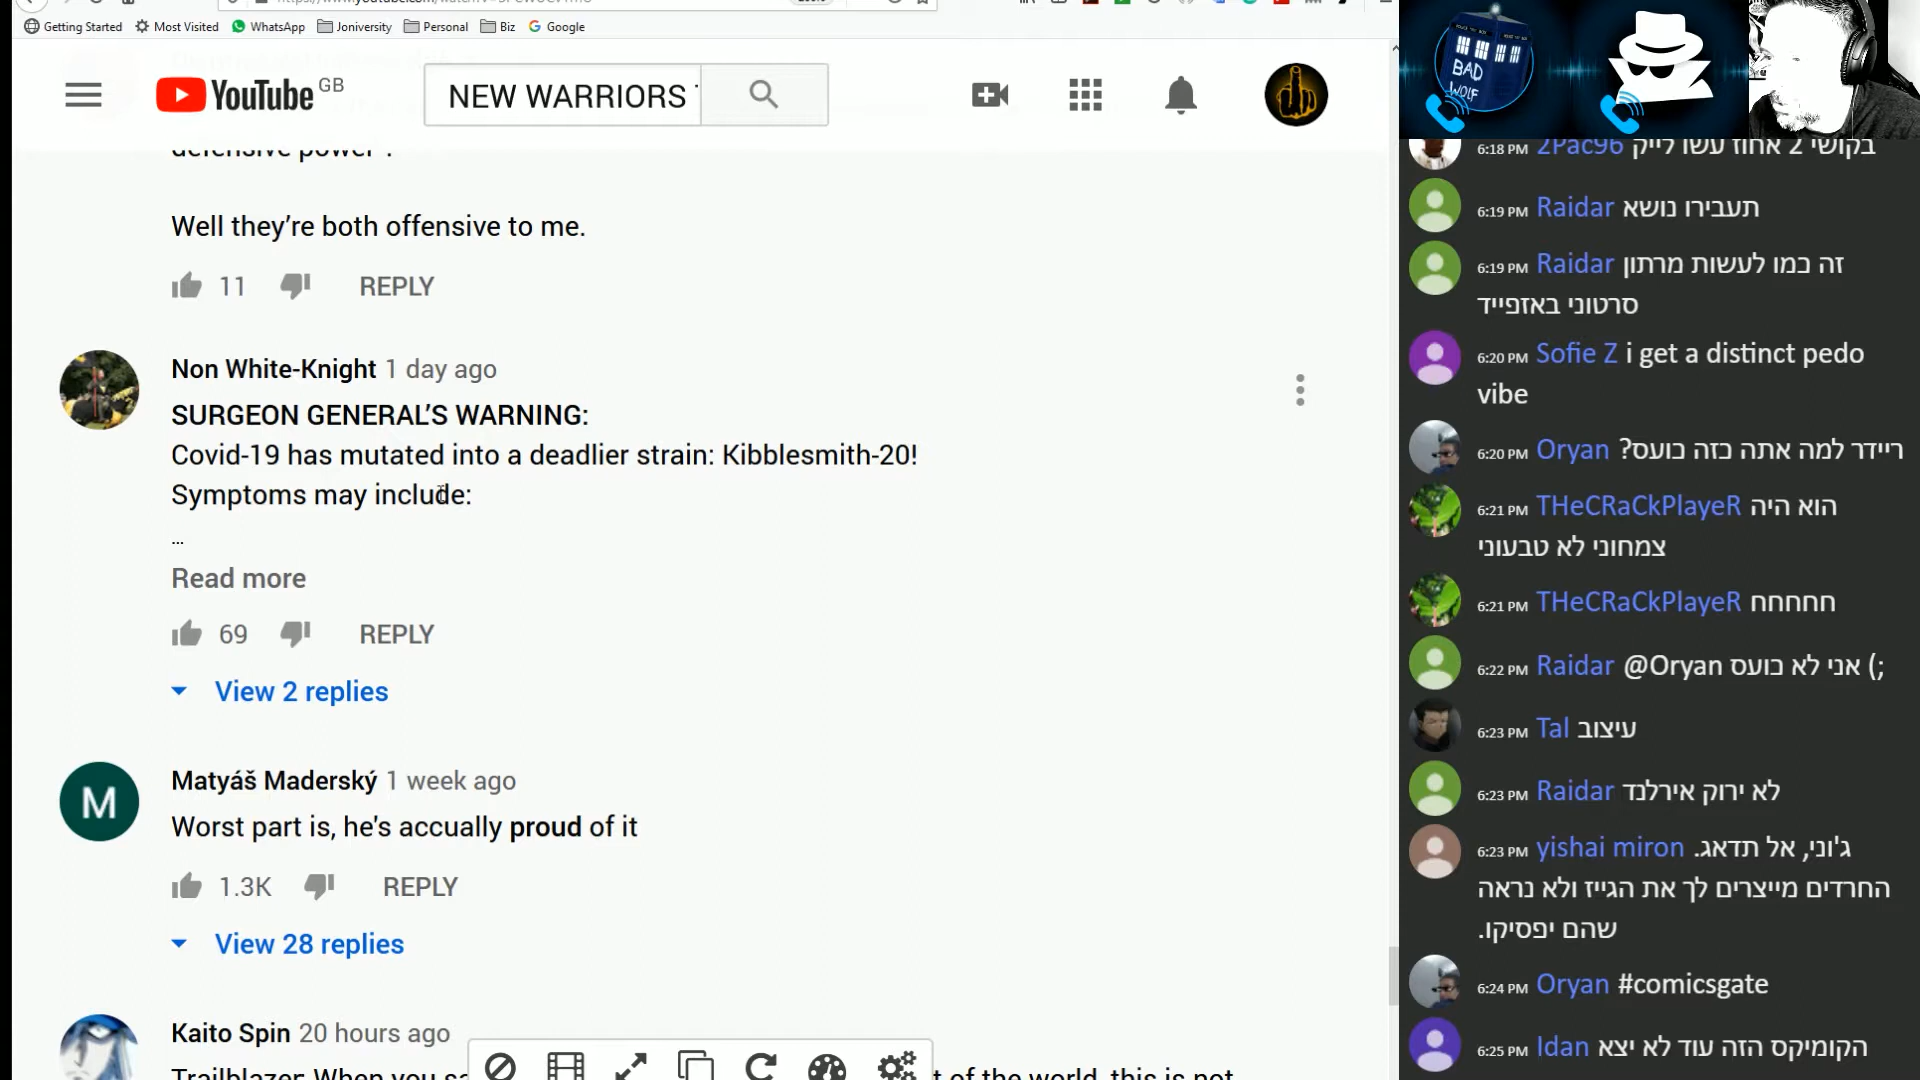 Getting Started
Most Visited
WhatsApp
Joniversity
Personal
Biz
Google
YouTube GB
NEW WARRIORS
defensive power".
Well they're both offensive to me.
11 REPLY
Non White-Knight 1 day ago
SURGEON GENERAL'S WARNING:
Covid-19 has mutated into a deadlier strain: Kibblesmith-20!
Symptoms may include:
...
Read more
69 REPLY
View 2 replies
M
Matyáš Maderský 1 week ago
Worst part is, he's accually proud of it
1.3K REPLY
View 28 replies
Kaito Spin 20 hours ago
Trailblazer: When you sa
t of the world, this is not
BAD
WOLF
6:18 PM 2Pac96 בקושי 2 אחוז עשו לייק
6:19 PM Raidar תעבירו נושא
6:19 PM Raidar זה כמו לעשות מרתון
סרטוני באזפייד
6:20 PM Sofie Z i get a distinct pedo
vibe
6:20 PM Oryan ריידר למה אתה כזה כועס?
6:21 PM THeCRaCkPlayeR הוא היה
צמחוני לא טבעוני
6:21 PM THeCRaCkPlayeR חחחחח
6:22 PM Raidar @Oryan אני לא כועס (;
6:23 PM Tal עיצוב
6:23 PM Raidar לא ירוק אירלנד
6:23 PM yishai miron ג'וני, אל תדאג.
החרדים מייצרים לך את הגייז ולא נראה
שהם יפסיקו.
6:24 PM Oryan #comicsgate
6:25 PM Idan הקומיקס הזה עוד לא יצא